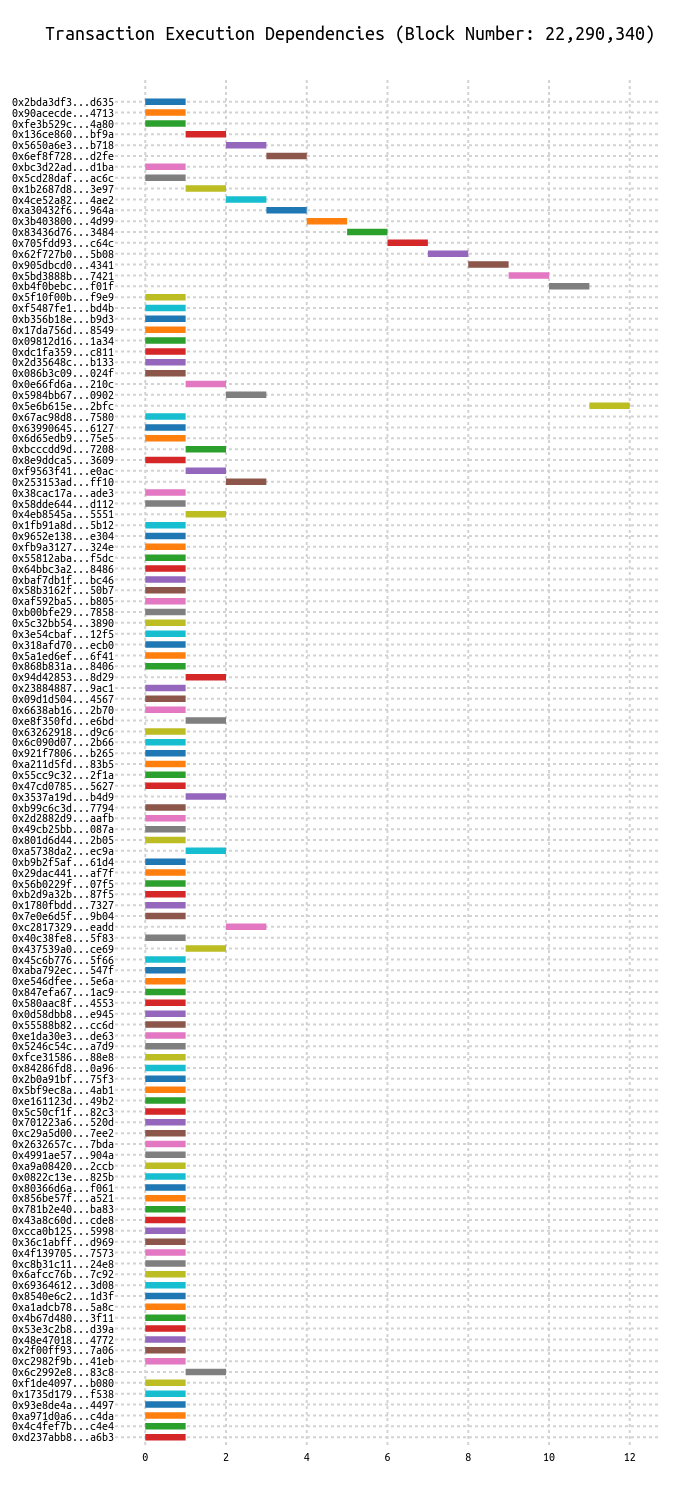 Transaction Execution Dependencies (Block Number: 22,290,340)
0x2bda3df3...d635
0x90acecde...4713
0xfe3b529c...4a80
0x136ce860...bf9a
0x5650a6e3...b718
0x6ef8f728...d2fe
0xbc3d22ad...d1ba
0x5cd28daf...ac6c
0x1b2687d8...3e97
0x4ce52a82...4ae2
0xa30432f6...964a
0x3b403800...4d99
0x83436d76...3484
0x705fdd93...c64c
0x62f727b0...5b08
0x905dbcd0...4341
0x5bd3888b...7421
0xb4f0bebc...f01f
0x5f10f00b...f9e9
0xf5487fe1...bd4b
0xb356b18e...b9d3
0x17da756d...8549
0x09812d16...1a34
0xdc1fa359...c811
0x2d35648c...b133
0x086b3c09...024f
0x0e66fd6a...210c
0x5984bb67...0902
0x5e6b615e...2bfc
0x67ac98d8...7580
0x63990645...6127
0x6d65edb9...75e5
0xbcccdd9d...7208
0x8e9ddca5...3609
0xf9563f41...e0ac
0x253153ad...ff10
0x38cac17a...ade3
0x58dde644...d112
0x4eb8545a...5551
0x1fb91a8d...5b12
0x9652e138...e304
0xfb9a3127...324e
0x55812aba...f5dc
0x64bbc3a2...8486
0xbaf7db1f...bc46
0x58b3162f...50b7
0xaf592ba5...b805
0xb00bfe29...7858
0x5c32bb54...3890
0x3e54cbaf...12f5
0x318afd70...ecb0
0x5a1ed6ef...6f41
0x868b831a...8406
0x94d42853...8d29
0x23884887...9ac1
0x09d1d504...4567
0x6638ab16...2b70
0xe8f350fd...e6bd
0x63262918...d9c6
0x6c090d07...2b66
0x921f7806...b265
0xa211d5fd...83b5
0x55cc9c32...2f1a
0x47cd0785...5627
0x3537a19d...b4d9
0xb99c6c3d...7794
0x2d2882d9...aafb
0x49cb25bb...087a
0x801d6d44...2b05
0xa5738da2...ec9a
0xb9b2f5af...61d4
0x29dac441...af7f
0x56b0229f...07f5
0xb2d9a32b...87f5
0x1780fbdd...7327
0x7e0e6d5f...9b04
0xc2817329...eadd
0x40c38fe8...5f83
0x437539a0...ce69
0x45c6b776...5f66
0xaba792ec...547f
0xe546dfee...5e6a
0x847efa67...1ac9
0x580aac8f...4553
0x0d58dbb8...e945
0x55588b82...cc6d
0xe1da30e3...de63
0x5246c54c...a7d9
0xfce31586...88e8
0x84286fd8...0a96
0x2b0a91bf...75f3
0x5bf9ec8a...4ab1
0xe161123d...49b2
0x5c50cf1f...82c3
0x701223a6...520d
0xc29a5d00...7ee2
0x2632657c...7bda
0x4991ae57...904a
0xa9a08420...2ccb
0x0822c13e...825b
0x80366d6a...f061
0x856be57f...a521
0x781b2e40...ba83
0x43a8c60d...cde8
0xcca0b125...5998
0x36c1abff...d969
0x4f139705...7573
0xc8b31c11...24e8
0x6afcc76b...7c92
0x69364612...3d08
0x8540e6c2...1d3f
0xa1adcb78...5a8c
0x4b67d480...3f11
0x53e3c2b8...d39a
0x48e47018...4772
0x2f00ff93...7a06
0xc2982f9b...41eb
0x6c2992e8...83c8
0xf1de4097...b080
0x1735d179...f538
0x93e8de4a...4497
0xa971d0a6...c4da
0x4c4fef7b...c4e4
0xd237abb8...a6b3
0 2 4 6 8 10 12